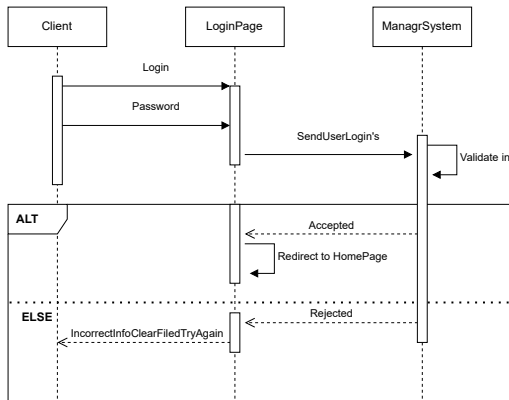 Client
LoginPage
ManagrSystem
Login
Password
SendUserLogin's
Validate in
ALT
Accepted
Redirect to HomePage
ELSE
Rejected
IncorrectInfoClearFiledTryAgain